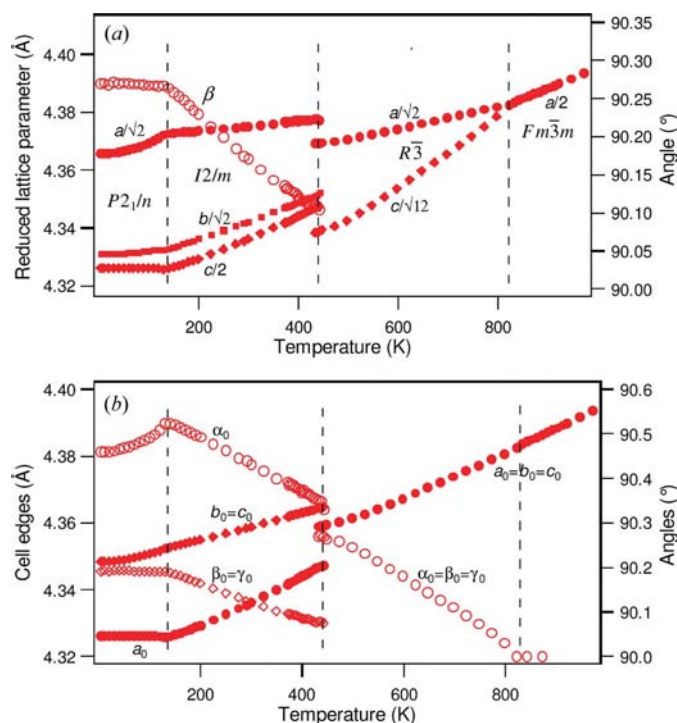 (a)
Reduced lattice parameter (Å)
4.40
4.38
4.36
4.34
4.32
90.35
90.30
90.25
90.20
90.15
90.10
90.05
90.00
Angle (°)
β
a/√2
P2₁/n
I2/m
b/√2
c/2
a/√2
R3̅
c/√12
a/2
Fm3̅m
200
400
600
800
Temperature (K)
(b)
Cell edges (Å)
4.40
4.38
4.36
4.34
4.32
90.6
90.5
90.4
90.3
90.2
90.1
90.0
Angles (°)
α₀
b₀=c₀
β₀=γ₀
a₀
a₀=b₀=c₀
α₀=β₀=γ₀
200
400
600
800
Temperature (K)